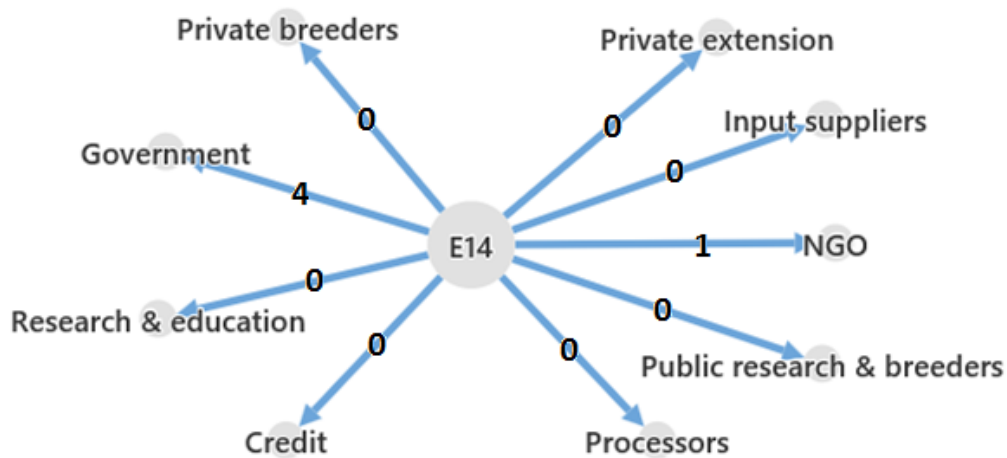 Private breeders
Private extension
0
0
Input suppliers
Government
0
4
E14
1
NGO
0
0
Research & education
0
0
Public research & breeders
Credit
Processors